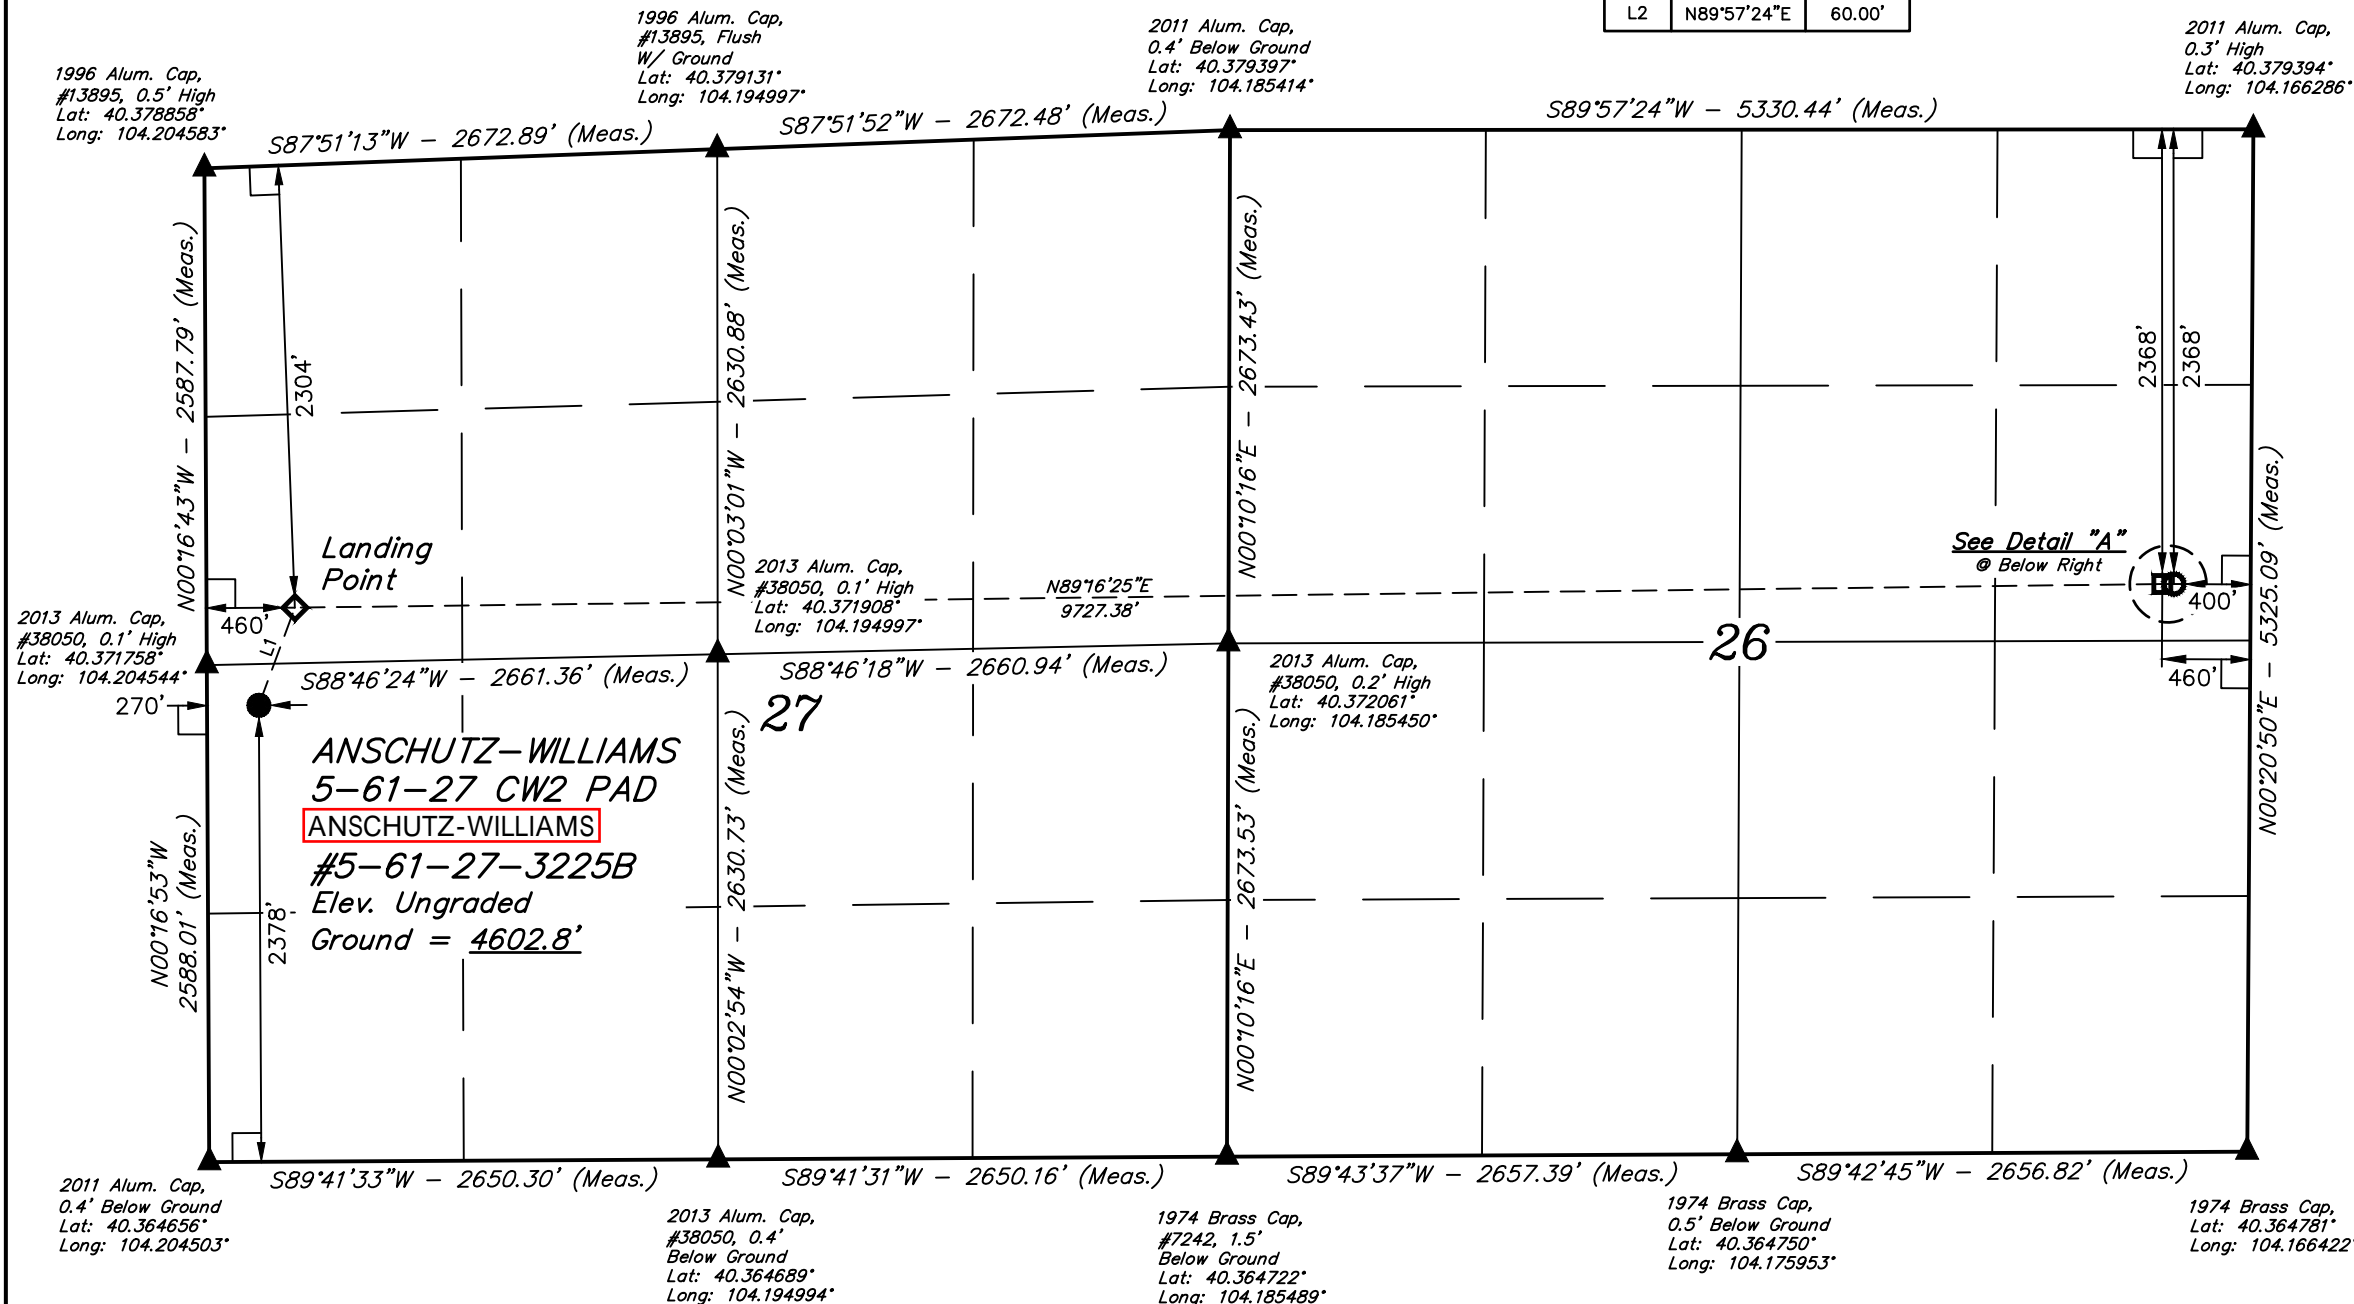 L2 N89°57'24"E 60.00'
1996 Alum. Cap,
#13895, 0.5' High
Lat: 40.378858°
Long: 104.204583°
1996 Alum. Cap,
#13895, Flush
W/ Ground
Lat: 40.379131°
Long: 104.194997°
2011 Alum. Cap,
0.4' Below Ground
Lat: 40.379397°
Long: 104.185414°
2011 Alum. Cap,
0.3' High
Lat: 40.379394°
Long: 104.166286°
S87°51'13"W - 2672.89' (Meas.)
S87°51'52"W - 2672.48' (Meas.)
S89°57'24"W - 5330.44' (Meas.)
N00°16'43"W - 2587.79' (Meas.)
2304'
N00°03'01"W - 2630.88' (Meas.)
N00°10'16"E - 2673.43' (Meas.)
2368'
2368'
N00°20'50"E - 5325.09' (Meas.)
Landing
Point
460'
L1
2013 Alum. Cap,
#38050, 0.1' High
Lat: 40.371758°
Long: 104.204544°
2013 Alum. Cap,
#38050, 0.1' High
Lat: 40.371908°
Long: 104.194997°
N89°16'25"E
9727.38'
See Detail "A"
@ Below Right
400'
460'
26
S88°46'24"W - 2661.36' (Meas.)
S88°46'18"W - 2660.94' (Meas.)
2013 Alum. Cap,
#38050, 0.2' High
Lat: 40.372061°
Long: 104.185450°
270'
27
ANSCHUTZ-WILLIAMS
5-61-27 CW2 PAD
ANSCHUTZ-WILLIAMS
#5-61-27-3225B
Elev. Ungraded
Ground = 4602.8'
N00°16'53"W
2588.01' (Meas.)
2378'
N00°02'54"W - 2630.73' (Meas.)
N00°10'16"E - 2673.53' (Meas.)
S89°41'33"W - 2650.30' (Meas.)
S89°41'31"W - 2650.16' (Meas.)
S89°43'37"W - 2657.39' (Meas.)
S89°42'45"W - 2656.82' (Meas.)
2011 Alum. Cap,
0.4' Below Ground
Lat: 40.364656°
Long: 104.204503°
2013 Alum. Cap,
#38050, 0.4'
Below Ground
Lat: 40.364689°
Long: 104.194994°
1974 Brass Cap,
#7242, 1.5'
Below Ground
Lat: 40.364722°
Long: 104.185489°
1974 Brass Cap,
0.5' Below Ground
Lat: 40.364750°
Long: 104.175953°
1974 Brass Cap,
Lat: 40.364781°
Long: 104.166422°